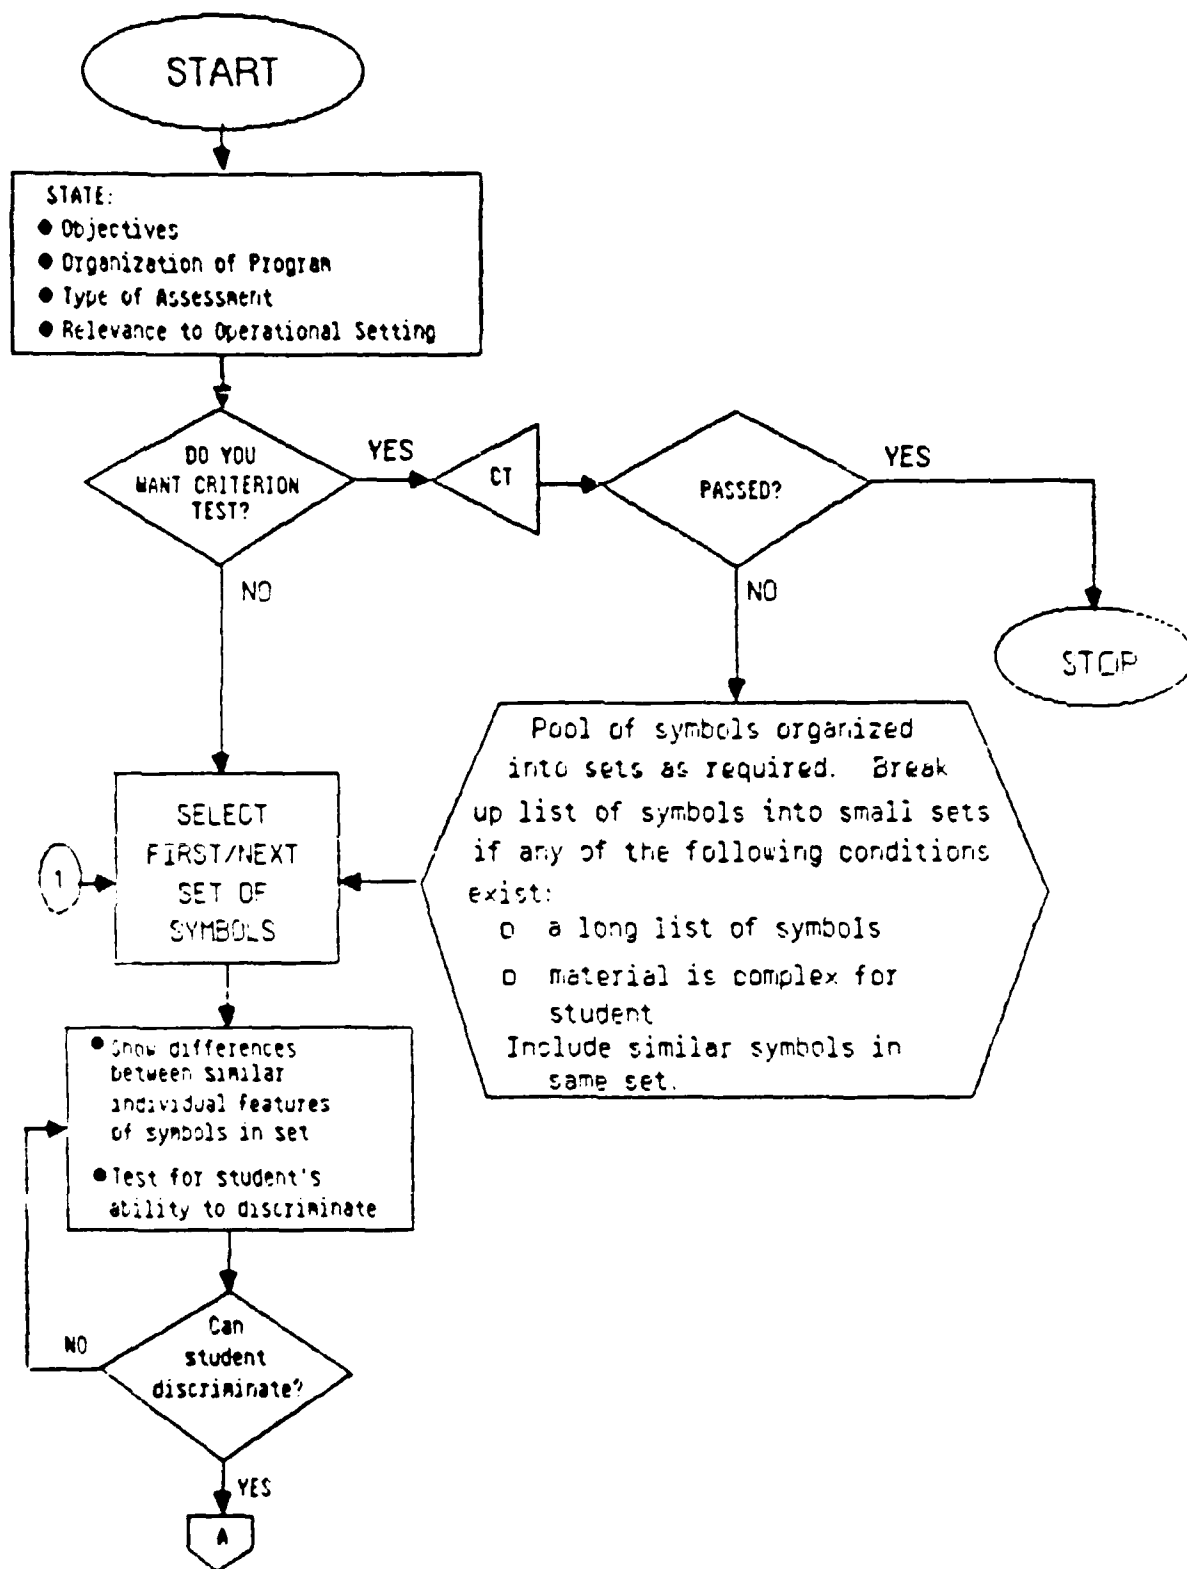 START
STATE:
● Objectives
● Organization of Program
● Type of Assessment
● Relevance to Operational Setting
DO YOU
WANT CRITERION
TEST?
YES
CT
PASSED?
YES
NO
NO
STOP
Pool of symbols organized
into sets as required. Break
up list of symbols into small sets
if any of the following conditions
exist:
o a long list of symbols
o material is complex for
student
Include similar symbols in
same set.
SELECT
FIRST/NEXT
SET OF
SYMBOLS
1
● Show differences
between similar
individual features
of symbols in set
● Test for student's
ability to discriminate
Can
student
discriminate?
NO
YES
A